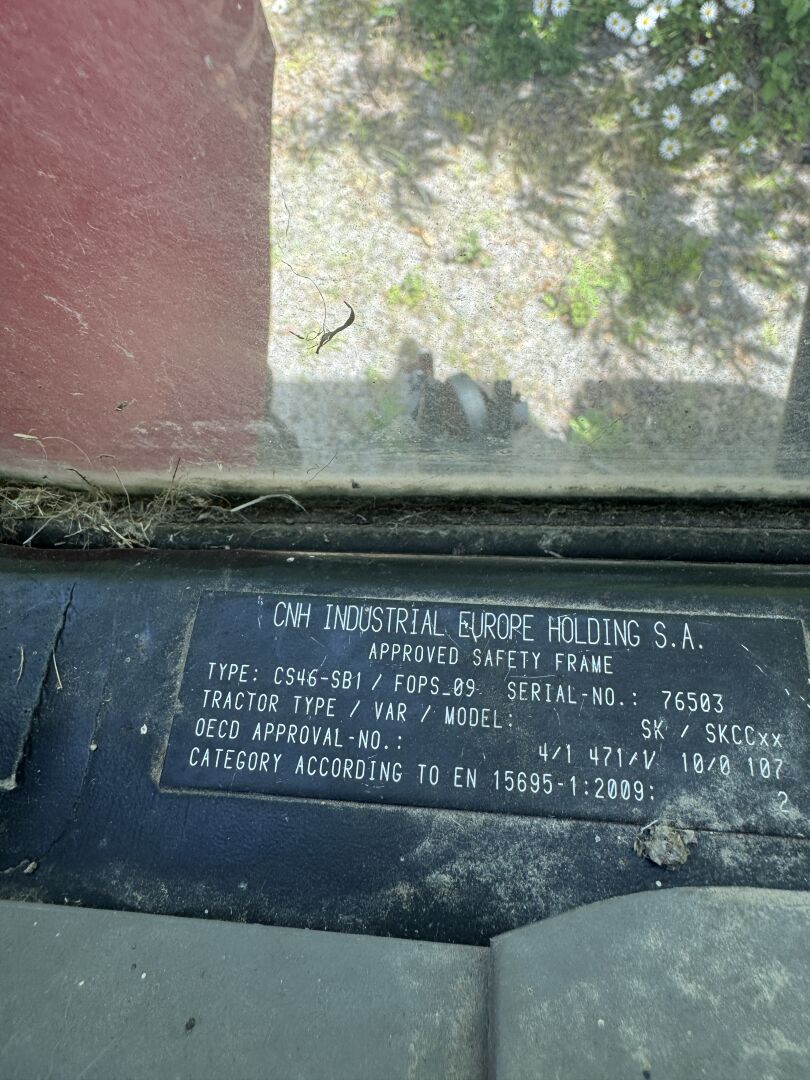 CNH INDUSTRIAL EUROPE HOLDING S.A.
APPROVED SAFETY FRAME
TYPE: CS46-SB1 / FOPS_09 SERIAL-NO.: 76503
TRACTOR TYPE / VAR / MODEL: SK / SKCCxx
OECD APPROVAL-NO.: 4/1 471/V 10/0 107
CATEGORY ACCORDING TO EN 15695-1:2009: 2